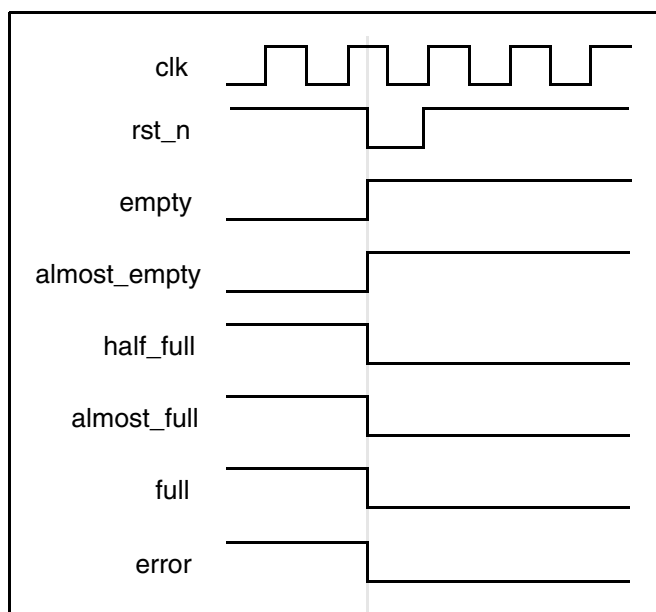 clk
rst_n
empty
almost_empty
half_full
almost_full
full
error